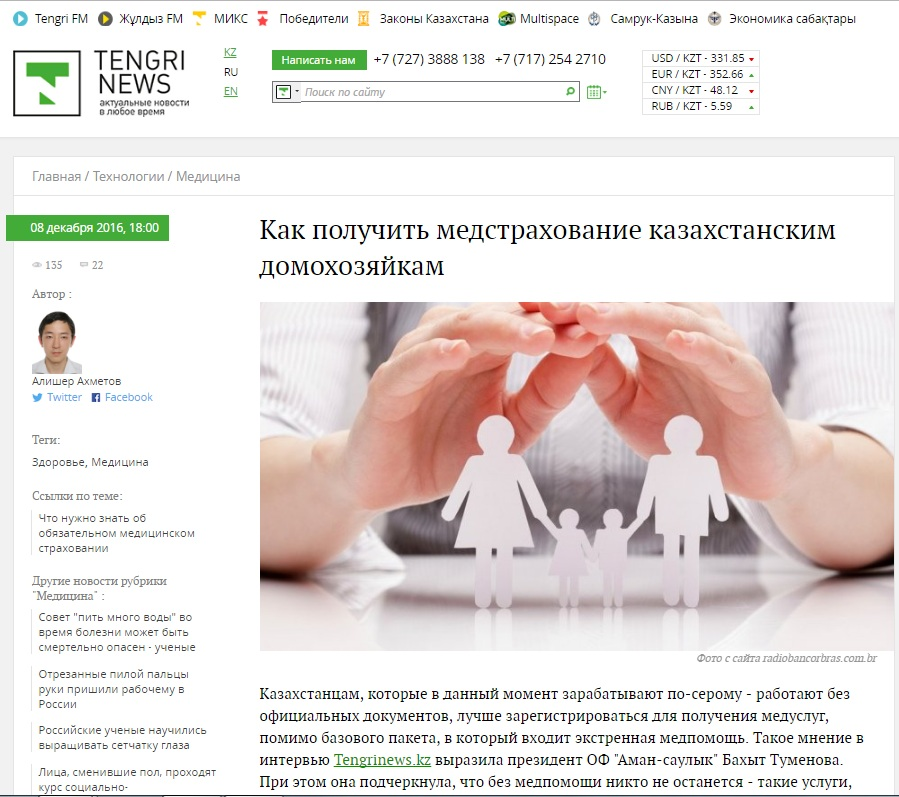 Tengri FM Жұлдыз FM МИКС Победители Законы Казахстана Multispace Самрук-Казына Экономика сабақтары
TENGRI
NEWS
актуальные новости
в любое время
KZ
RU
EN
Написать нам +7 (727) 3888 138 +7 (717) 254 2710
Поиск по сайту
USD / KZT - 331.85
EUR / KZT - 352.66
CNY / KZT - 48.12
RUB / KZT - 5.59
Главная / Технологии / Медицина
08 декабря 2016, 18:00
135 22
Автор :
Алишер Ахметов
Twitter Facebook
Теги:
Здоровье, Медицина
Ссылки по теме:
Что нужно знать об
обязательном медицинском
страховании
Другие новости рубрики
"Медицина" :
Совет "пить много воды" во
время болезни может быть
смертельно опасен - ученые
Отрезанные пилой пальцы
руки пришили рабочему в
России
Российские ученые научились
выращивать сетчатку глаза
Лица, сменившие пол, проходят
курс социально-
Как получить медстрахование казахстанским
домохозяйкам
Фото с сайта radiobancorbras.com.br
Казахстанцам, которые в данный момент зарабатывают по-серому - работают без
официальных документов, лучше зарегистрироваться для получения медуслуг,
помимо базового пакета, в который входит экстренная медпомощь. Такое мнение в
интервью Tengrinews.kz выразила президент ОФ "Аман-саулык" Бахыт Туменова.
При этом она подчеркнула, что без медпомощи никто не останется - такие услуги,